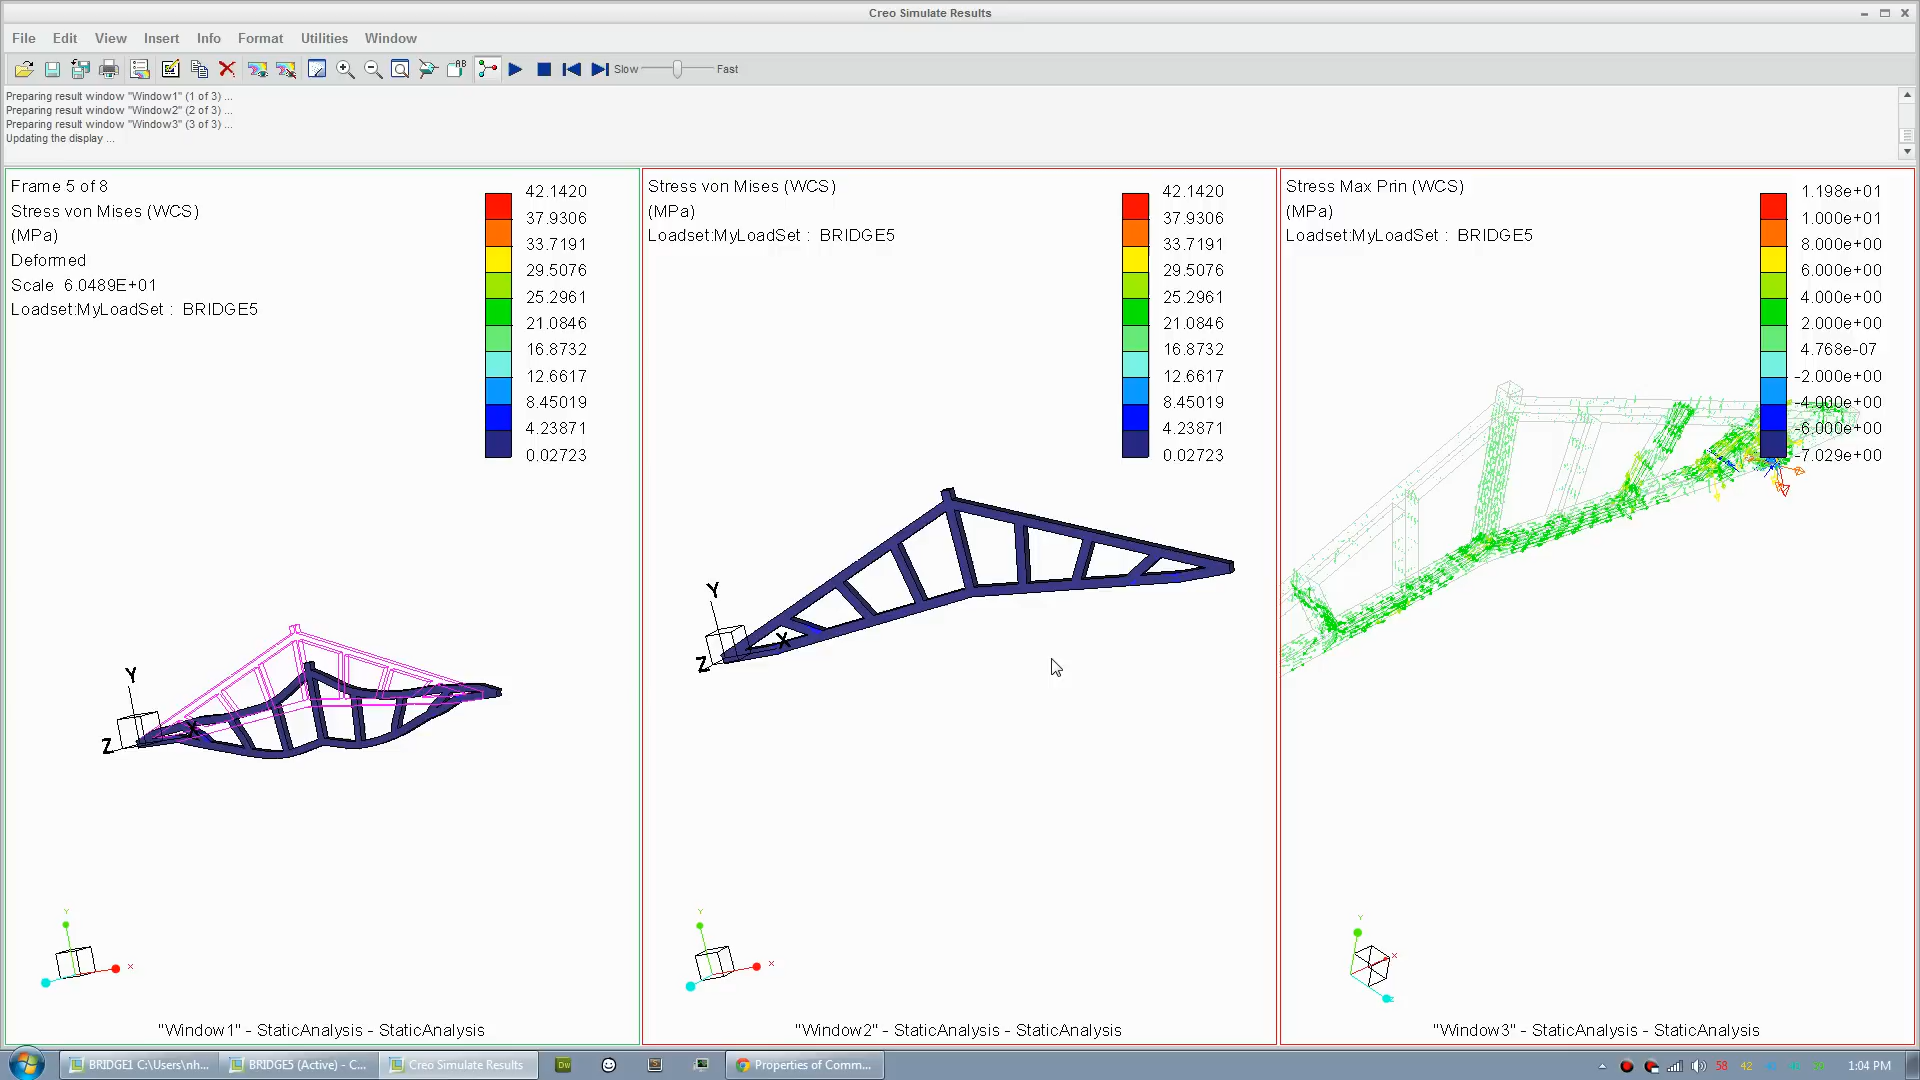 Creo Simulate Results
File Edit View Insert Info Format Utilities Window
AB
Slow Fast
Preparing result window "Window1" (1 of 3) ...
Preparing result window "Window2" (2 of 3) ...
Preparing result window "Window3" (3 of 3) ...
Updating the display ...
Frame 5 of 8
Stress von Mises (WCS)
(MPa)
Deformed
Scale 6.0489E+01
Loadset:MyLoadSet : BRIDGE5
42.1420
37.9306
33.7191
29.5076
25.2961
21.0846
16.8732
12.6617
8.45019
4.23871
0.02723
Y
X
Z
Y
X
"Window1" - StaticAnalysis - StaticAnalysis
Stress von Mises (WCS)
(MPa)
Loadset:MyLoadSet : BRIDGE5
42.1420
37.9306
33.7191
29.5076
25.2961
21.0846
16.8732
12.6617
8.45019
4.23871
0.02723
Y
X
Z
Y
X
"Window2" - StaticAnalysis - StaticAnalysis
Stress Max Prin (WCS)
(MPa)
Loadset:MyLoadSet : BRIDGE5
1.198e+01
1.000e+01
8.000e+00
6.000e+00
4.000e+00
2.000e+00
4.768e-07
-2.000e+00
-4.000e+00
-6.000e+00
-7.029e+00
Y
X
"Window3" - StaticAnalysis - StaticAnalysis
BRIDGE1 C:\Users\nh... BRIDGE5 (Active) - C... Creo Simulate Results Dw Properties of Comm... 58 42 1:04 PM